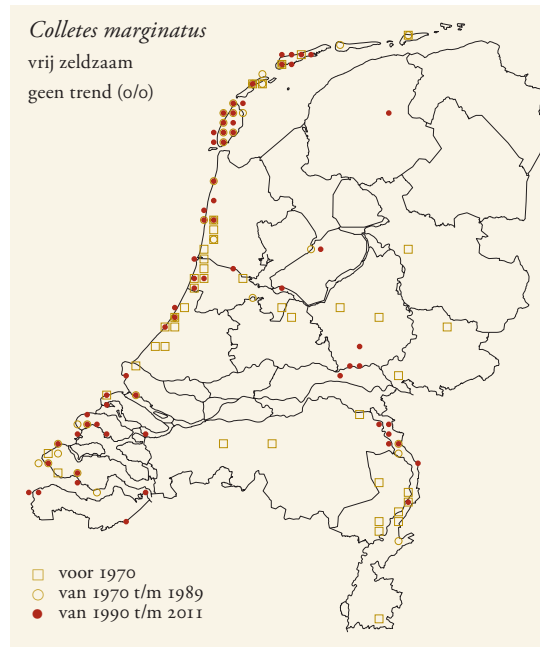 Colletes marginatus
vrij zeldzaam
geen trend (0/0)
voor 1970
van 1970 t/m 1989
van 1990 t/m 2011